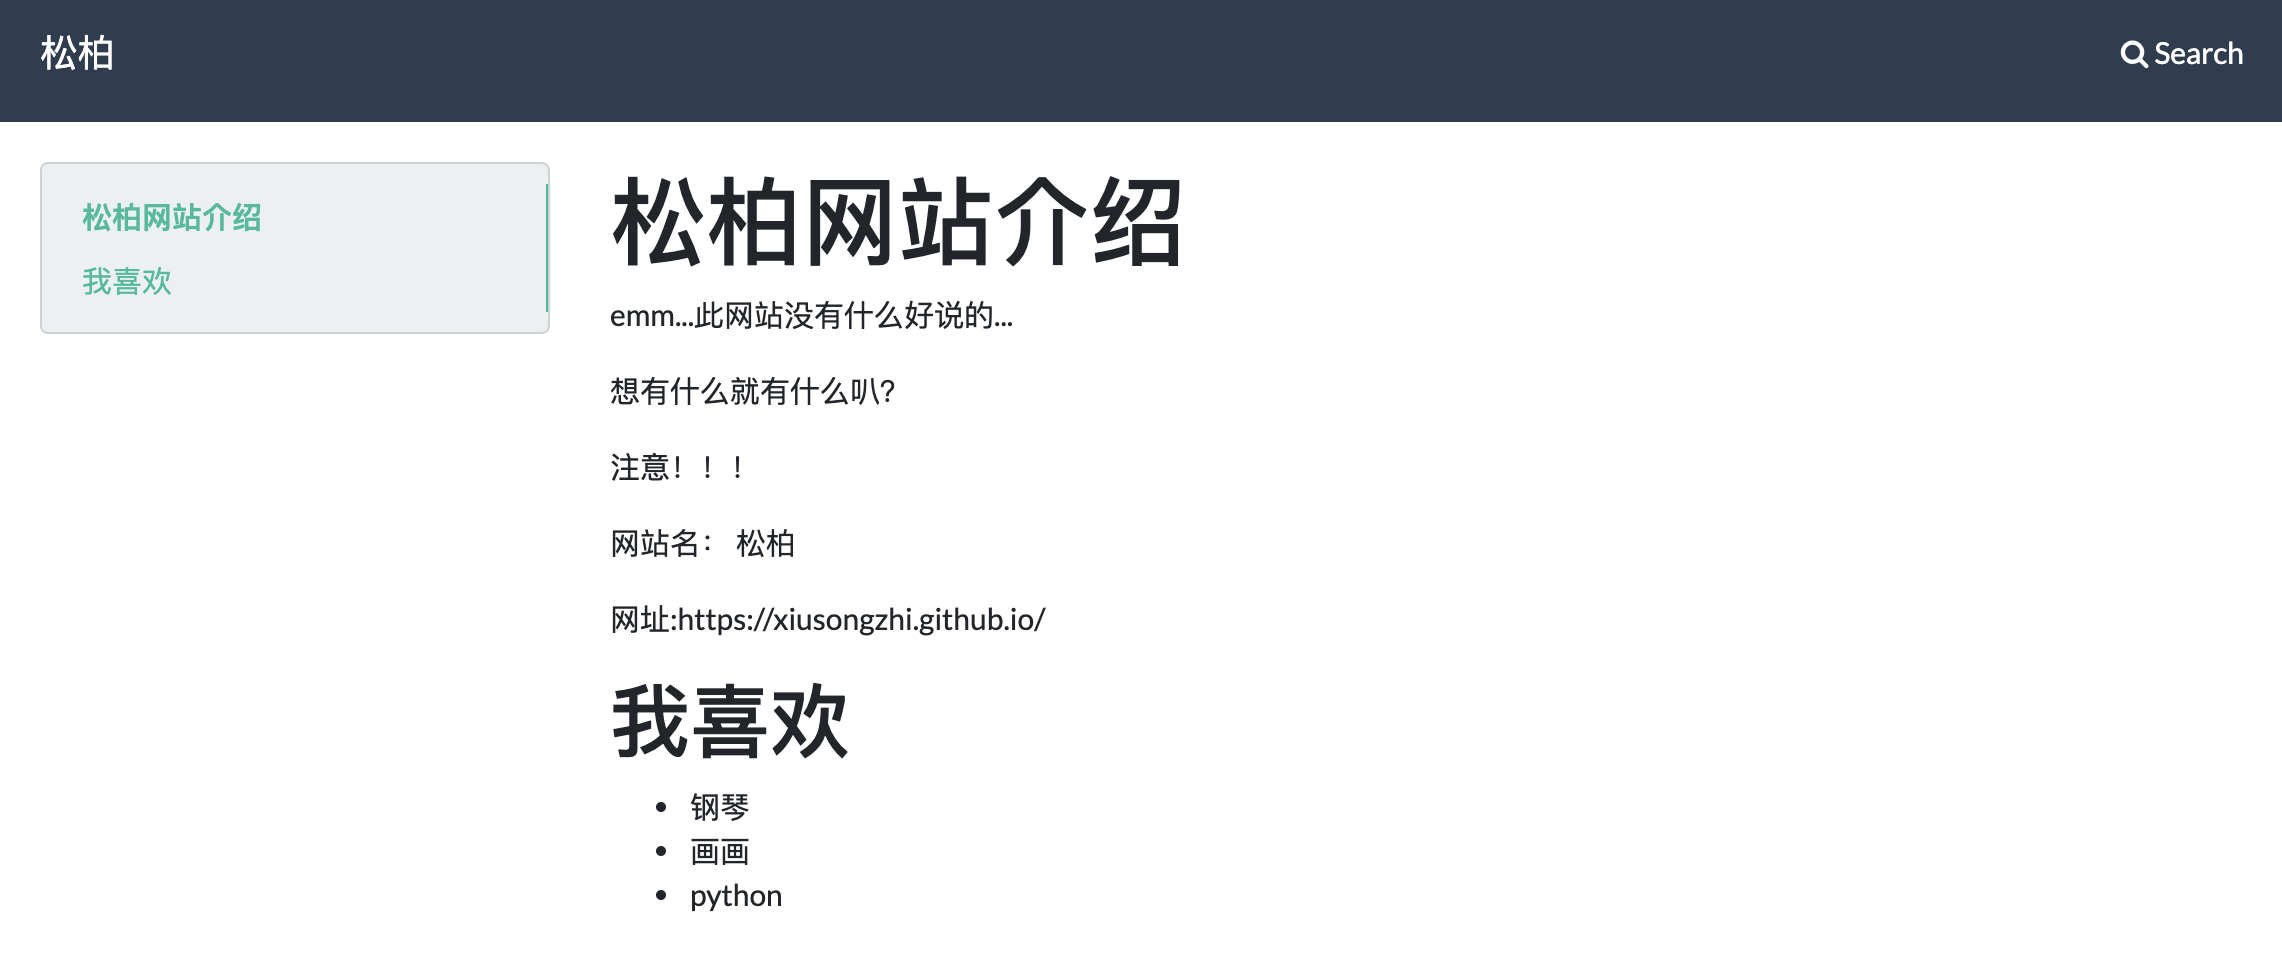 松柏
Search
松柏网站介绍
我喜欢
松柏网站介绍
emm...此网站没有什么好说的...
想有什么就有什么叭?
注意！！！
网站名： 松柏
网址:https://xiusongzhi.github.io/
我喜欢
钢琴
画画
python